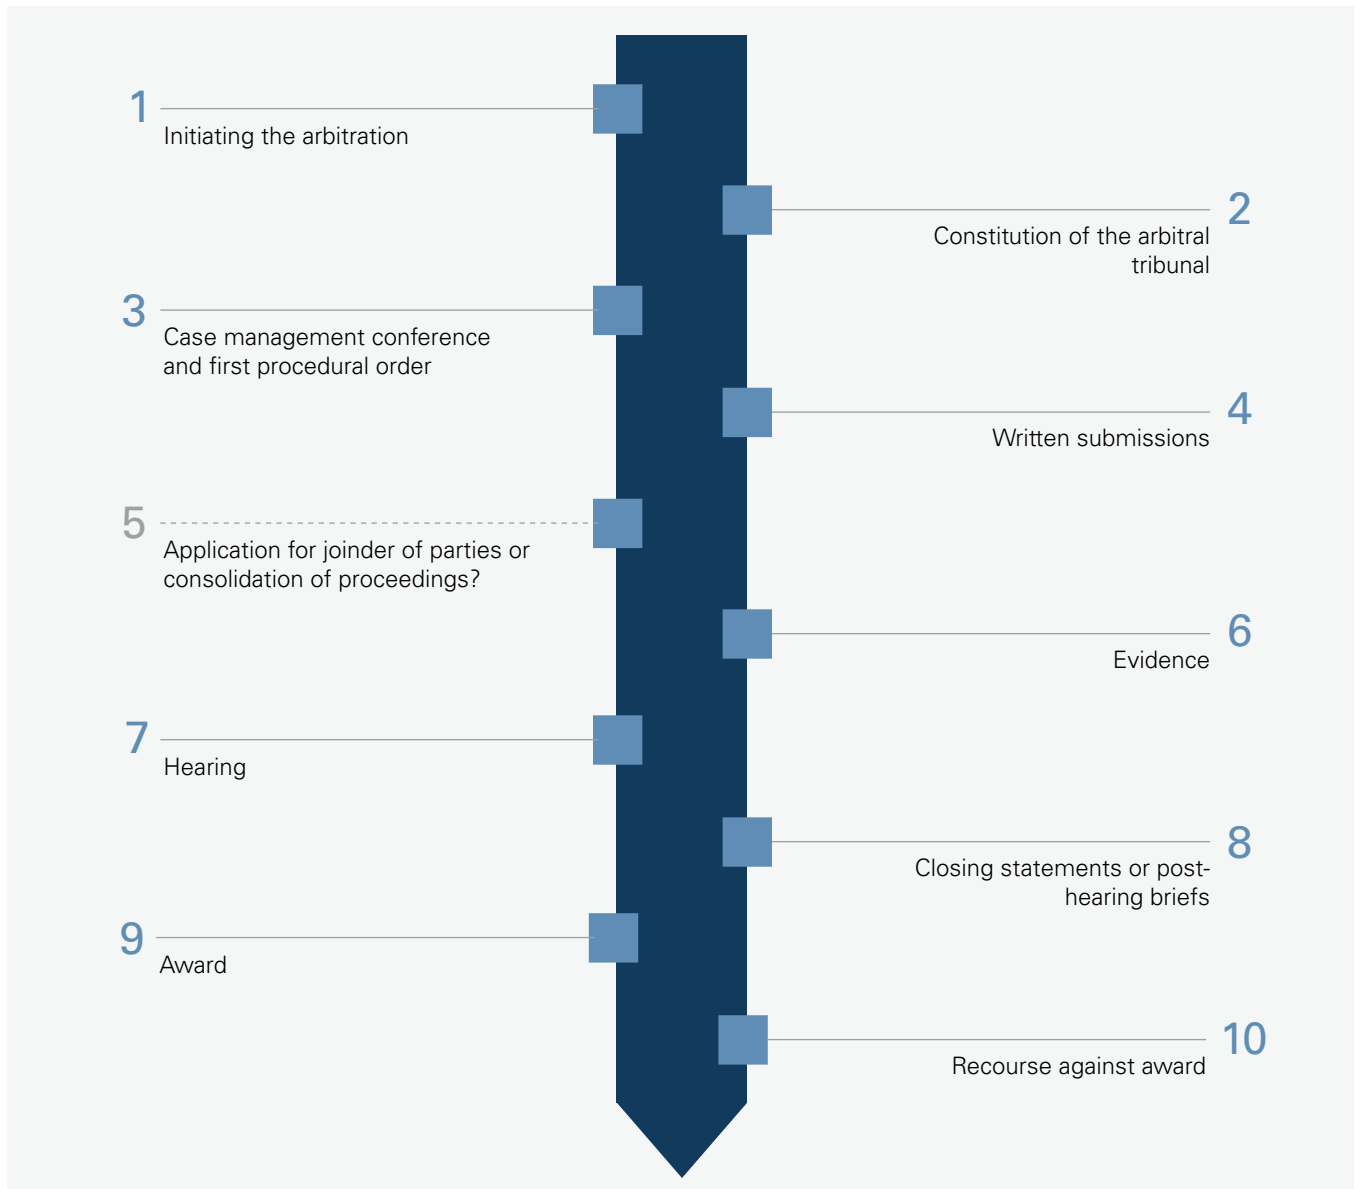 1
Initiating the arbitration
2
Constitution of the arbitral
tribunal
3
Case management conference
and first procedural order
4
Written submissions
5
Application for joinder of parties or
consolidation of proceedings?
6
Evidence
7
Hearing
8
Closing statements or post-
hearing briefs
9
Award
10
Recourse against award